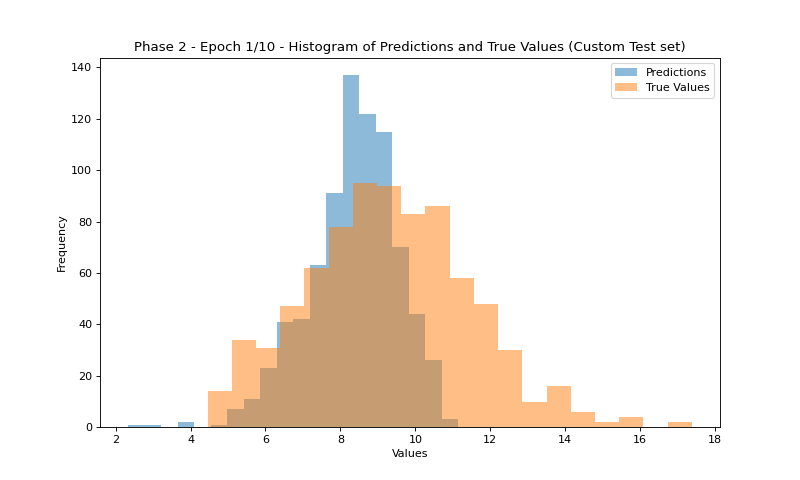 Phase 2 - Epoch 1/10 - Histogram of Predictions and True Values (Custom Test set)
Predictions
True Values
140
120
100
80
60
40
20
0
Frequency
2 4 6 8 10 12 14 16 18
Values